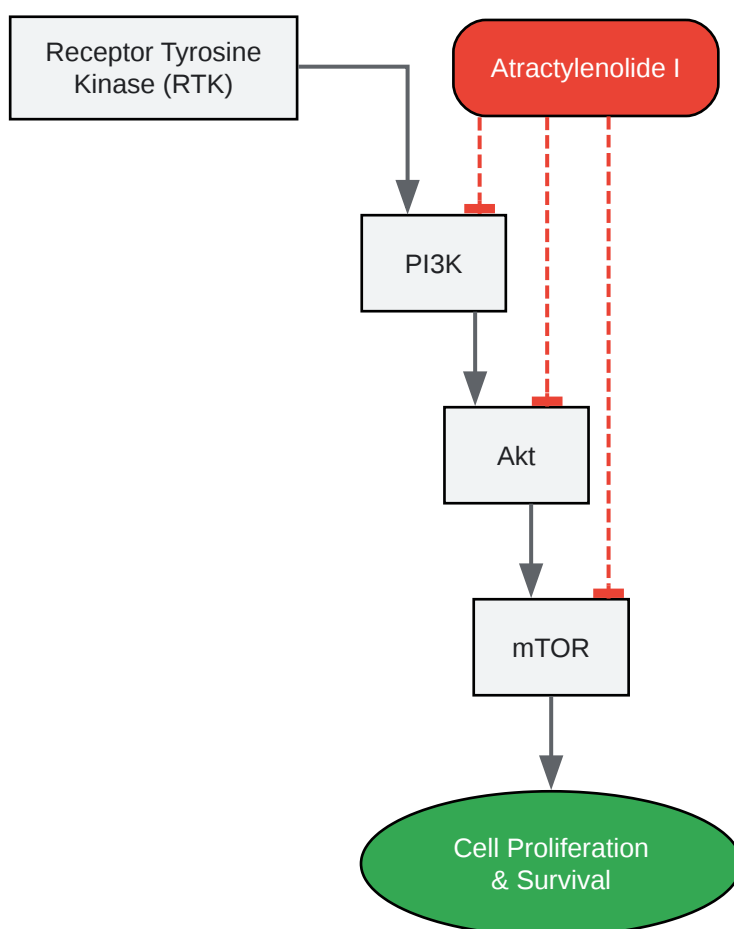 Receptor Tyrosine
Kinase (RTK)
Atractylenolide I
PI3K
Akt
mTOR
Cell Proliferation
& Survival